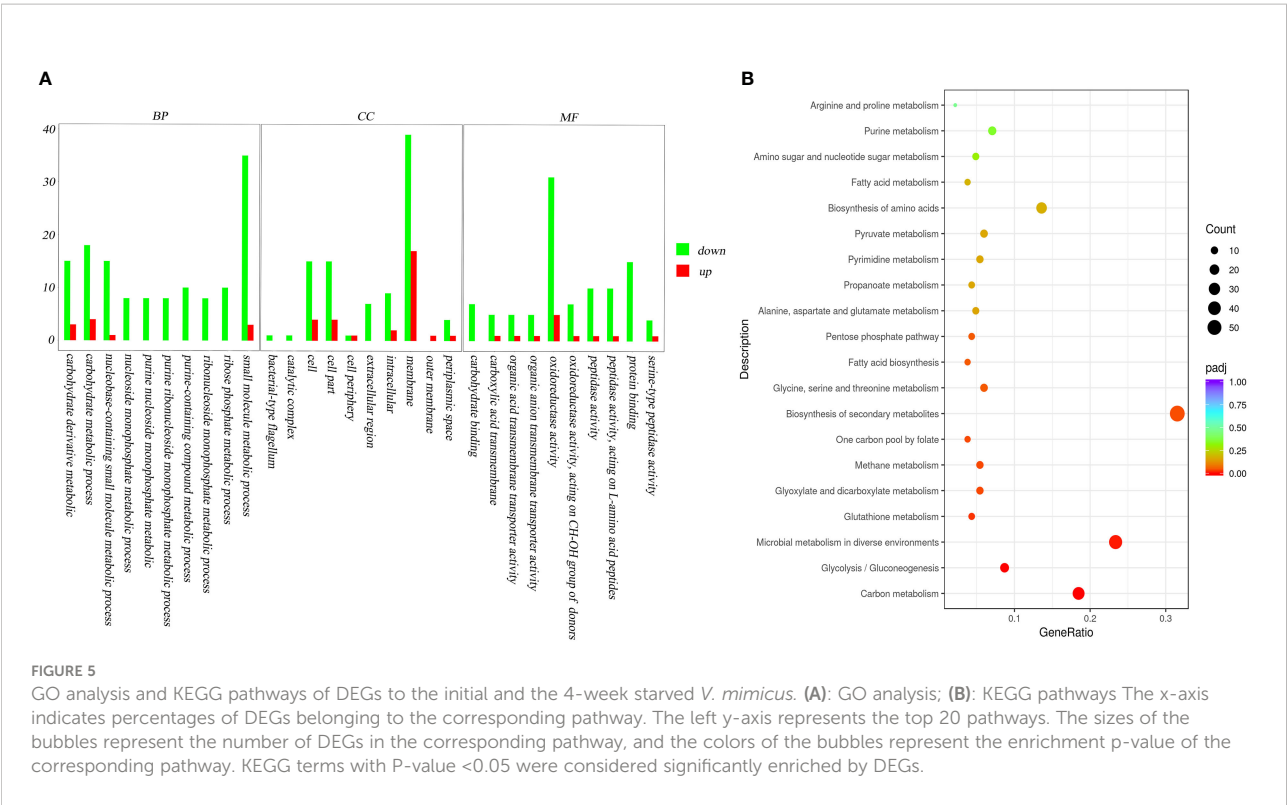 A
BP
CC
MF
40
30
20
10
0
down
up
carbohydrate derivative metabolic
carbohydrate metabolic process
nucleobase-containing small molecule metabolic process
nucleoside monophosphate metabolic process
purine nucleoside monophosphate metabolic
purine ribonucleoside monophosphate metabolic process
purine-containing compound metabolic process
ribonucleoside monophosphate metabolic process
ribose phosphate metabolic process
small molecule metabolic process
bacterial-type flagellum
catalytic complex
cell
cell part
cell periphery
extracellular region
intracellular
membrane
outer membrane
periplasmic space
carbohydrate binding
carboxylic acid transmembrane
organic acid transmembrane transporter activity
organic anion transmembrane transporter activity
oxidoreductase activity
oxidoreductase activity, acting on CH-OH group of donors
peptidase activity
peptidase activity, acting on L-amino acid peptides
protein binding
serine-type peptidase activity
B
Description
Arginine and proline metabolism
Purine metabolism
Amino sugar and nucleotide sugar metabolism
Fatty acid metabolism
Biosynthesis of amino acids
Pyruvate metabolism
Pyrimidine metabolism
Propanoate metabolism
Alanine, aspartate and glutamate metabolism
Pentose phosphate pathway
Fatty acid biosynthesis
Glycine, serine and threonine metabolism
Biosynthesis of secondary metabolites
One carbon pool by folate
Methane metabolism
Glyoxylate and dicarboxylate metabolism
Glutathione metabolism
Microbial metabolism in diverse environments
Glycolysis / Gluconeogenesis
Carbon metabolism
0.1
0.2
0.3
GeneRatio
Count
10
20
30
40
50
padj
1.00
0.75
0.50
0.25
0.00
FIGURE 5
GO analysis and KEGG pathways of DEGs to the initial and the 4-week starved V. mimicus. (A): GO analysis; (B): KEGG pathways The x-axis
indicates percentages of DEGs belonging to the corresponding pathway. The left y-axis represents the top 20 pathways. The sizes of the
bubbles represent the number of DEGs in the corresponding pathway, and the colors of the bubbles represent the enrichment p-value of the
corresponding pathway. KEGG terms with P-value <0.05 were considered significantly enriched by DEGs.